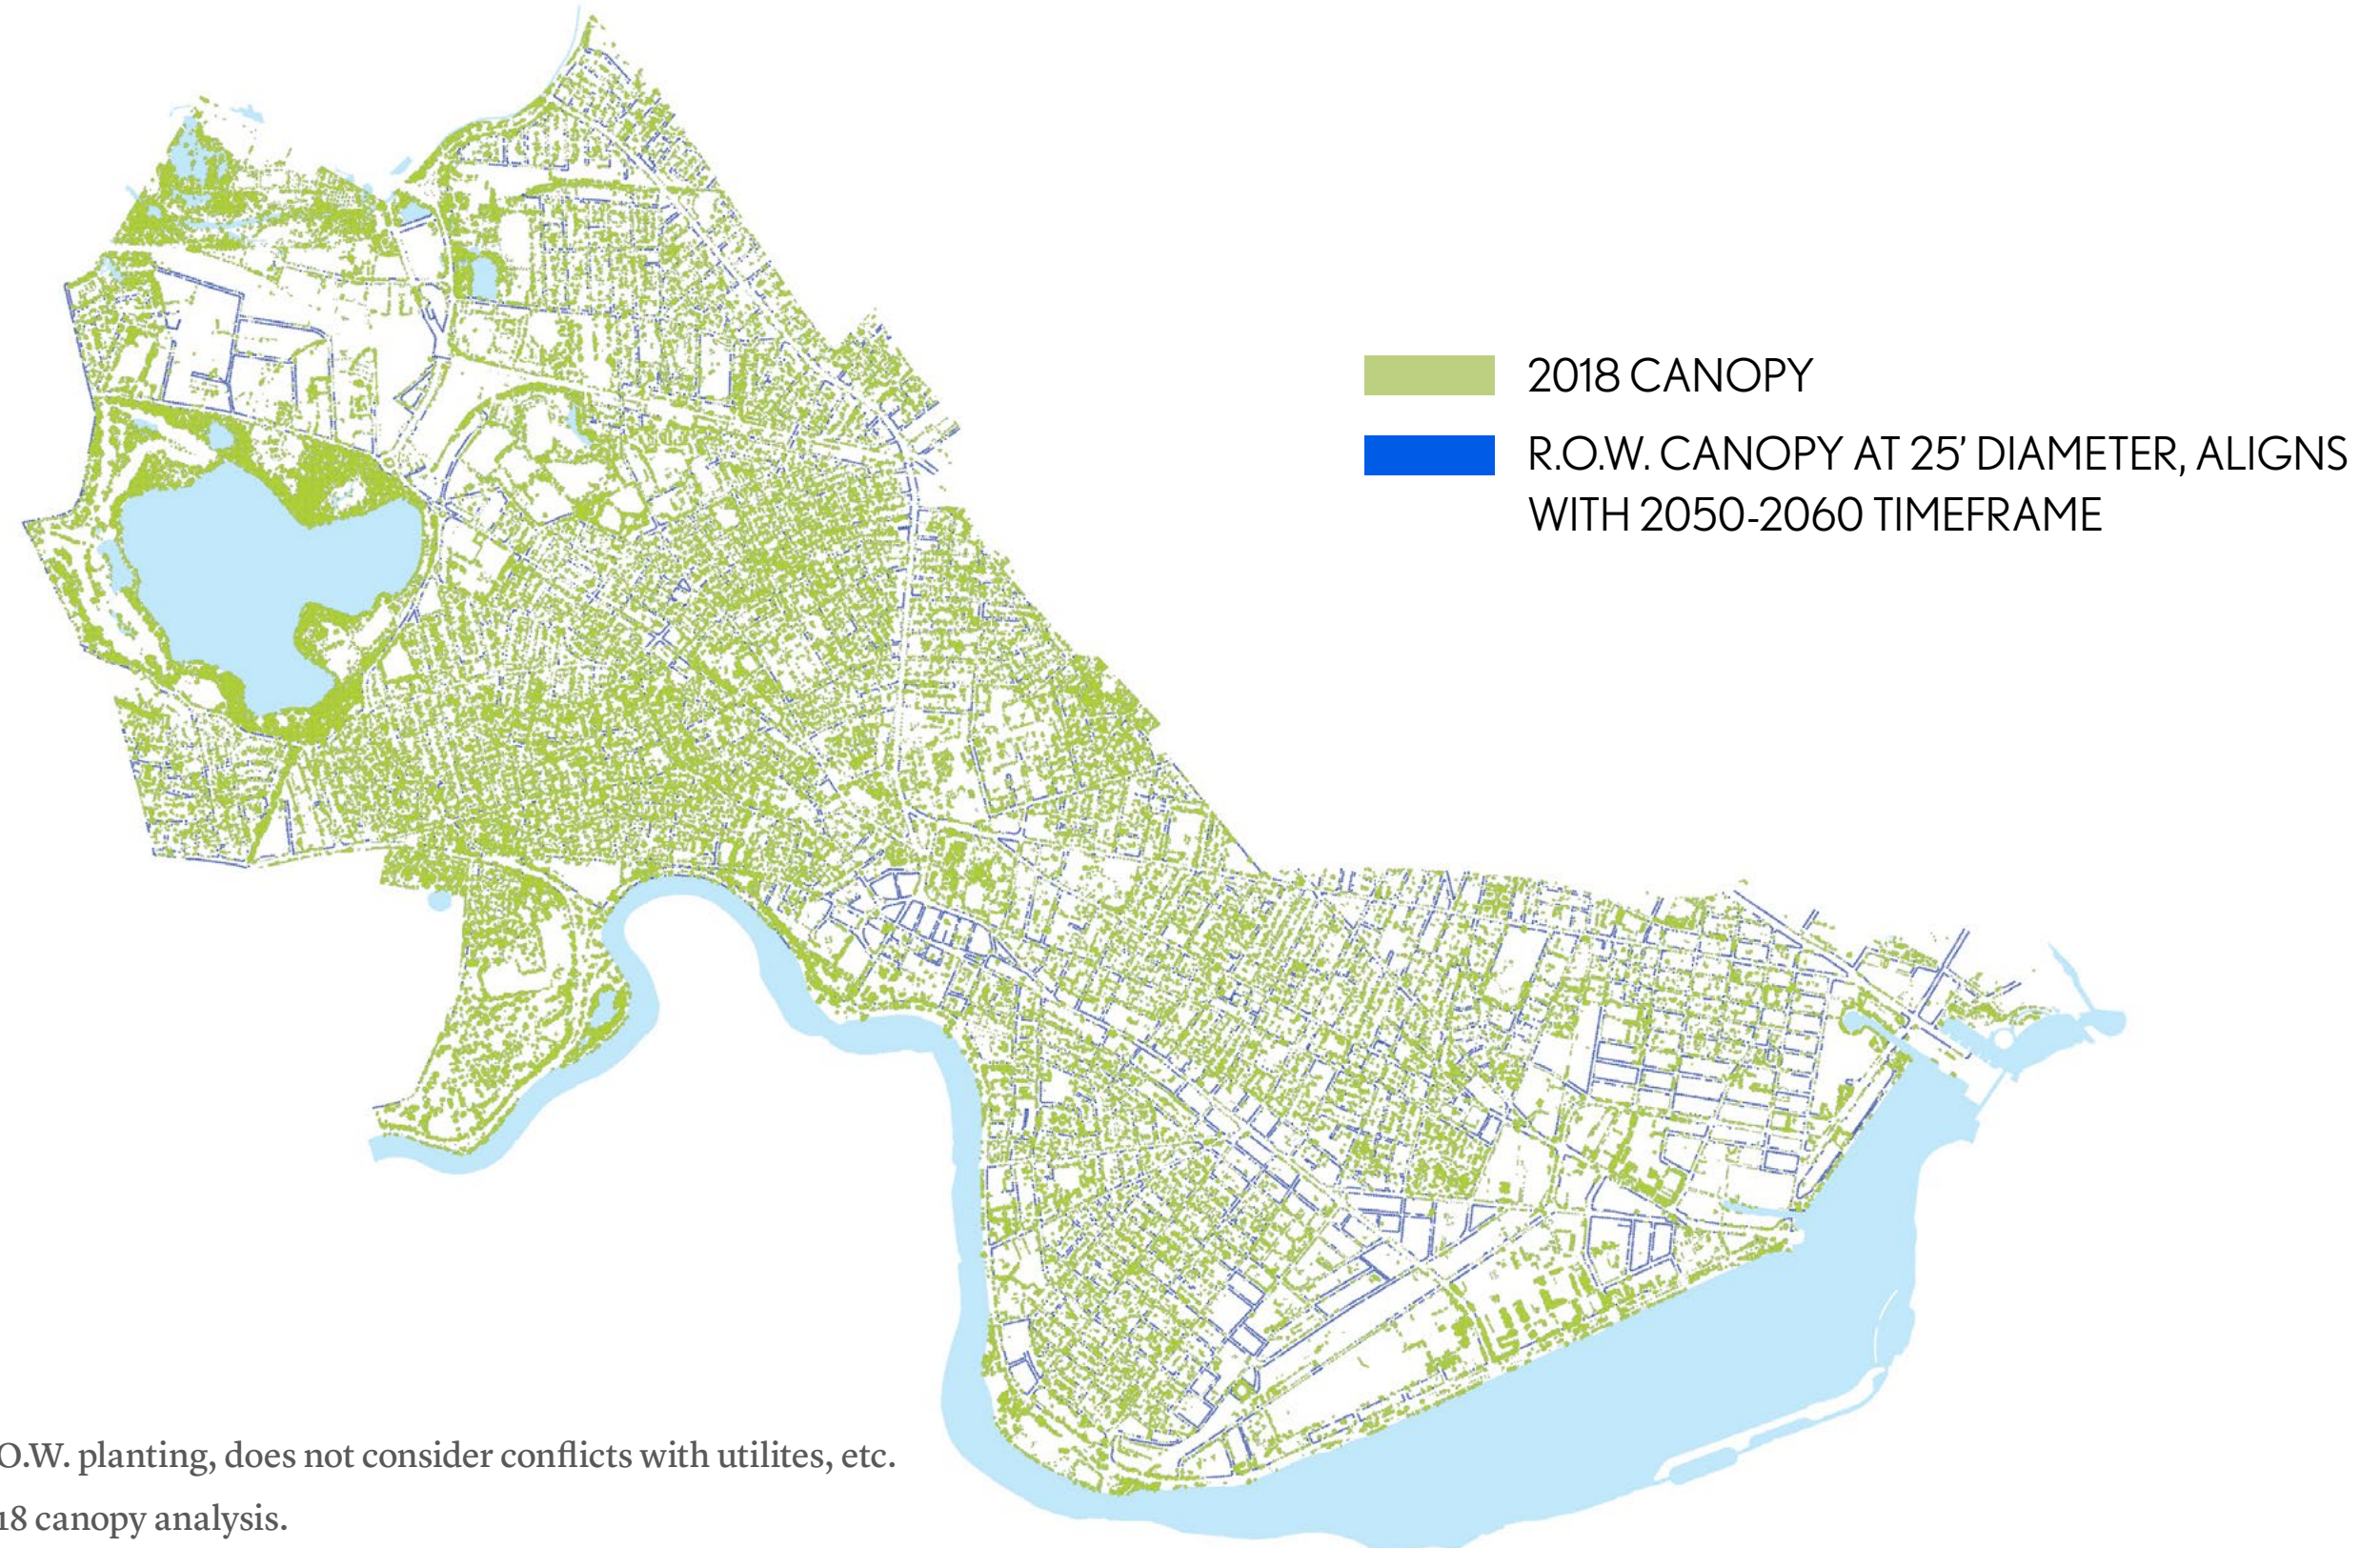 2018 CANOPY
R.O.W. CANOPY AT 25’ DIAMETER, ALIGNS
WITH 2050-2060 TIMEFRAME
O.W. planting, does not consider conflicts with utilites, etc.
18 canopy analysis.